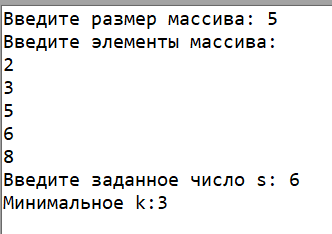 Введите размер массива: 5
Введите элементы массива:
2
3
5
6
8
Введите заданное число s: 6
Минимальное k:3